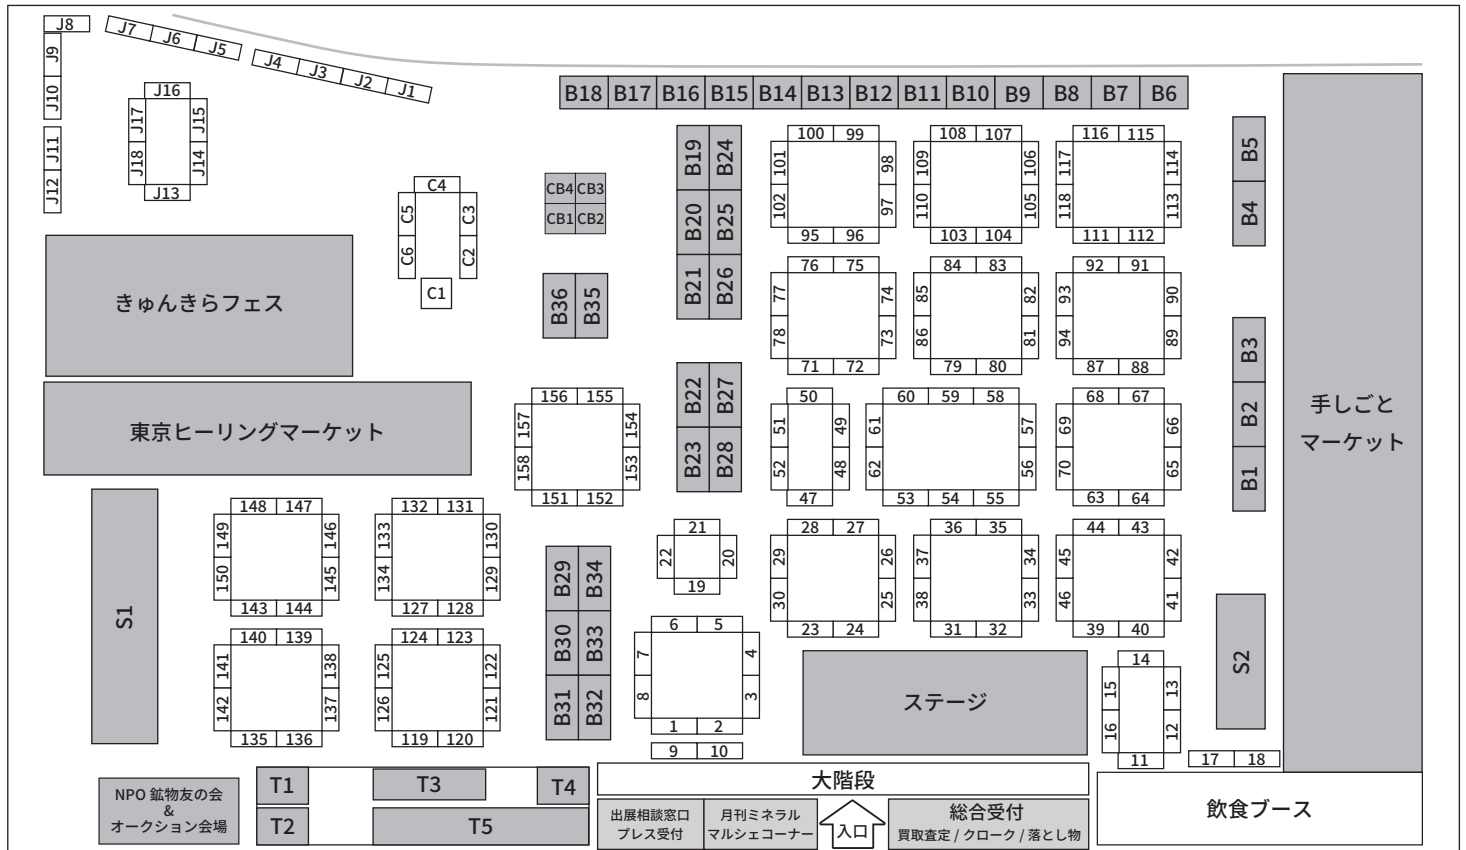 J8 J7 J6 J5 J4 J3 J2 J1
J9
J10
J11
J12
J16
J17 J15
J18 J14
J13
C4
C5 C3
C6 C2
C1
CB4 CB3
CB1 CB2
B36 B35
B18 B17 B16 B15 B14 B13 B12 B11 B10 B9 B8 B7 B6
B19 B24
B20 B25
B21 B26
B22 B27
B23 B28
100 99
101 98
102 97
95 96
108 107
109 106
110 105
103 104
116 115
117 114
118 113
111 112
B5
B4
76 75
77 74
78 73
71 72
84 83
85 82
86 81
79 80
92 91
93 90
94 89
87 88
B3
B2
B1
きゅんきらフェス
東京ヒーリングマーケット
156 155
157 154
158 153
151 152
50
51 49
52 48
47
60 59 58
61 57
62 56
53 54 55
68 67
69 66
70 65
63 64
手しごと
マーケット
S1
148 147
149 146
150 145
143 144
132 131
133 130
134 129
127 128
140 139
141 138
142 137
135 136
124 123
125 122
126 121
119 120
B29 B34
B30 B33
B31 B32
21
22 20
19
6 5
7 4
8 3
1 2
9 10
28 27
29 26
30 25
23 24
36 35
37 34
38 33
31 32
44 43
45 42
46 41
39 40
S2
ステージ
14
15 13
16 12
11
17 18
NPO 鉱物友の会
&
オークション会場
T1 T3 T4
T2 T5
大階段
出展相談窓口
プレス受付
月刊ミネラル
マルシェコーナー
入口
総合受付
買取査定 / クローク / 落とし物
飲食ブース